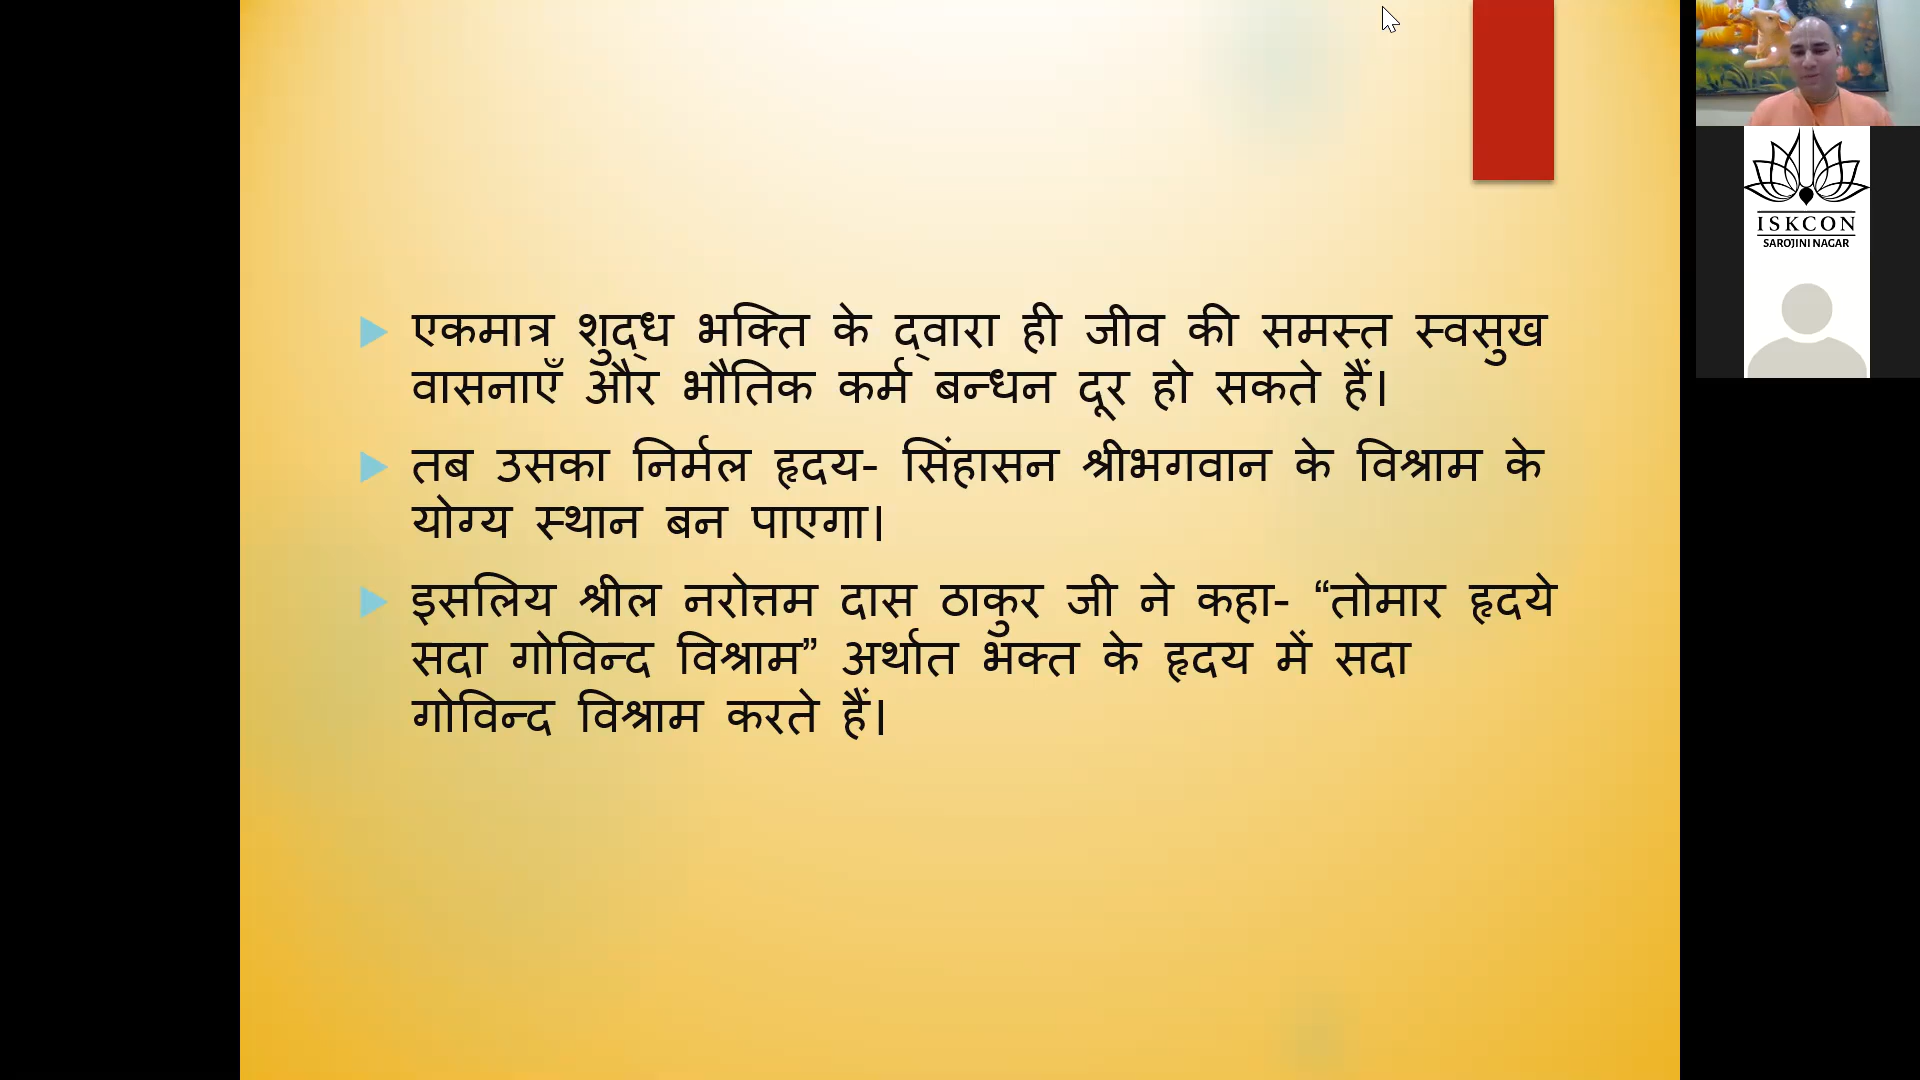 एकमात्र शुद्ध भक्ति के द्वारा ही जीव की समस्त स्वसुख
वासनाएँ और भौतिक कर्म बन्धन दूर हो सकते हैं।
तब उसका निर्मल हृदय- सिंहासन श्रीभगवान के विश्राम के
योग्य स्थान बन पाएगा।
इसलिय श्रील नरोत्तम दास ठाकुर जी ने कहा- “तोमार हृदये
सदा गोविन्द विश्राम” अर्थात भक्त के हृदय में सदा
गोविन्द विश्राम करते हैं।
ISKCON
SAROJINI NAGAR